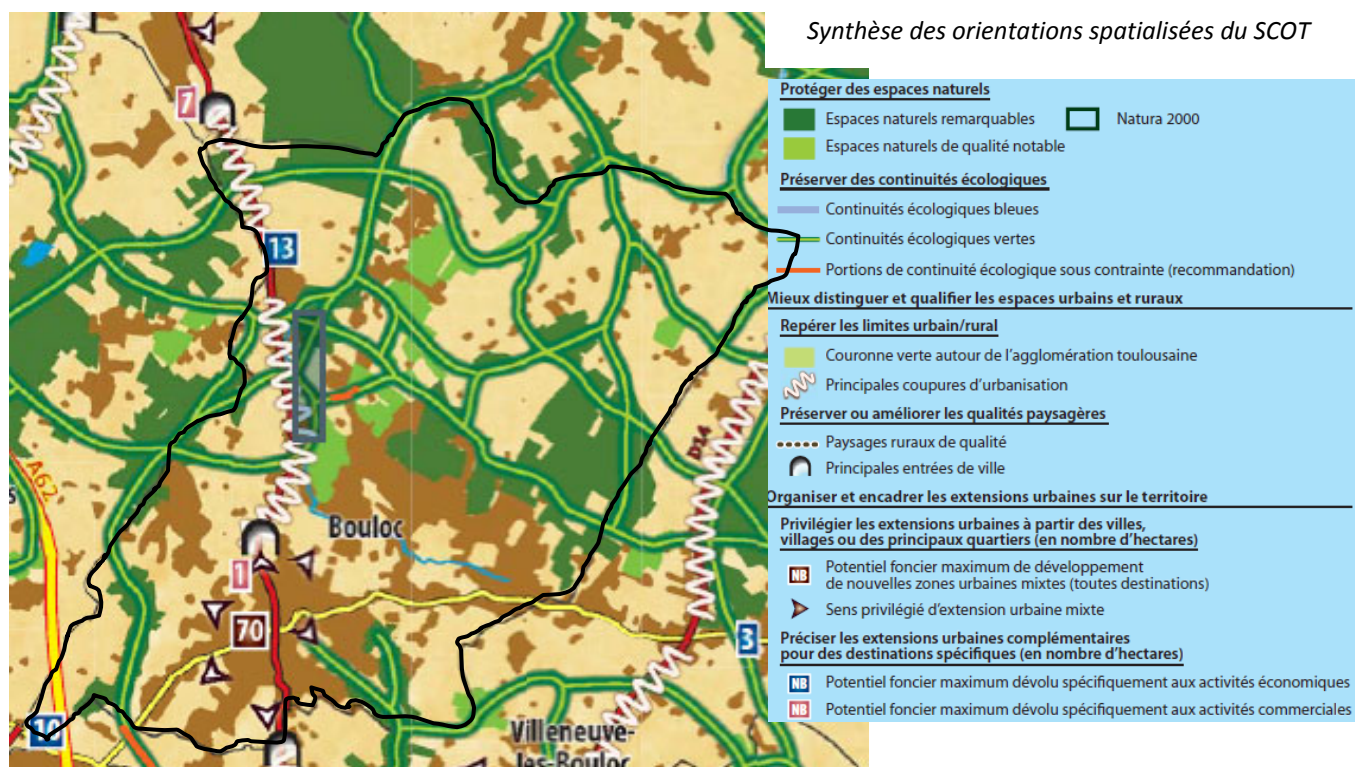 Synthèse des orientations spatialisées du SCOT
Protéger des espaces naturels
Espaces naturels remarquables
Natura 2000
Espaces naturels de qualité notable
Préserver des continuités écologiques
Continuités écologiques bleues
Continuités écologiques vertes
Portions de continuité écologique sous contrainte (recommandation)
Mieux distinguer et qualifier les espaces urbains et ruraux
Repérer les limites urbain/rural
Couronne verte autour de l'agglomération toulousaine
Principales coupures d'urbanisation
Préserver ou améliorer les qualités paysagères
Paysages ruraux de qualité
Principales entrées de ville
Organiser et encadrer les extensions urbaines sur le territoire
Privilégier les extensions urbaines à partir des villes,
villages ou des principaux quartiers (en nombre d'hectares)
NB
Potentiel foncier maximum de développement
de nouvelles zones urbaines mixtes (toutes destinations)
Sens privilégié d'extension urbaine mixte
Préciser les extensions urbaines complémentaires
pour des destinations spécifiques (en nombre d'hectares)
NB Potentiel foncier maximum dévolu spécifiquement aux activités économiques
NB Potentiel foncier maximum dévolu spécifiquement aux activités commerciales
1
13
D14
A62
Bouloc
1
70
3
10
Villeneuve-
les-Bouloc